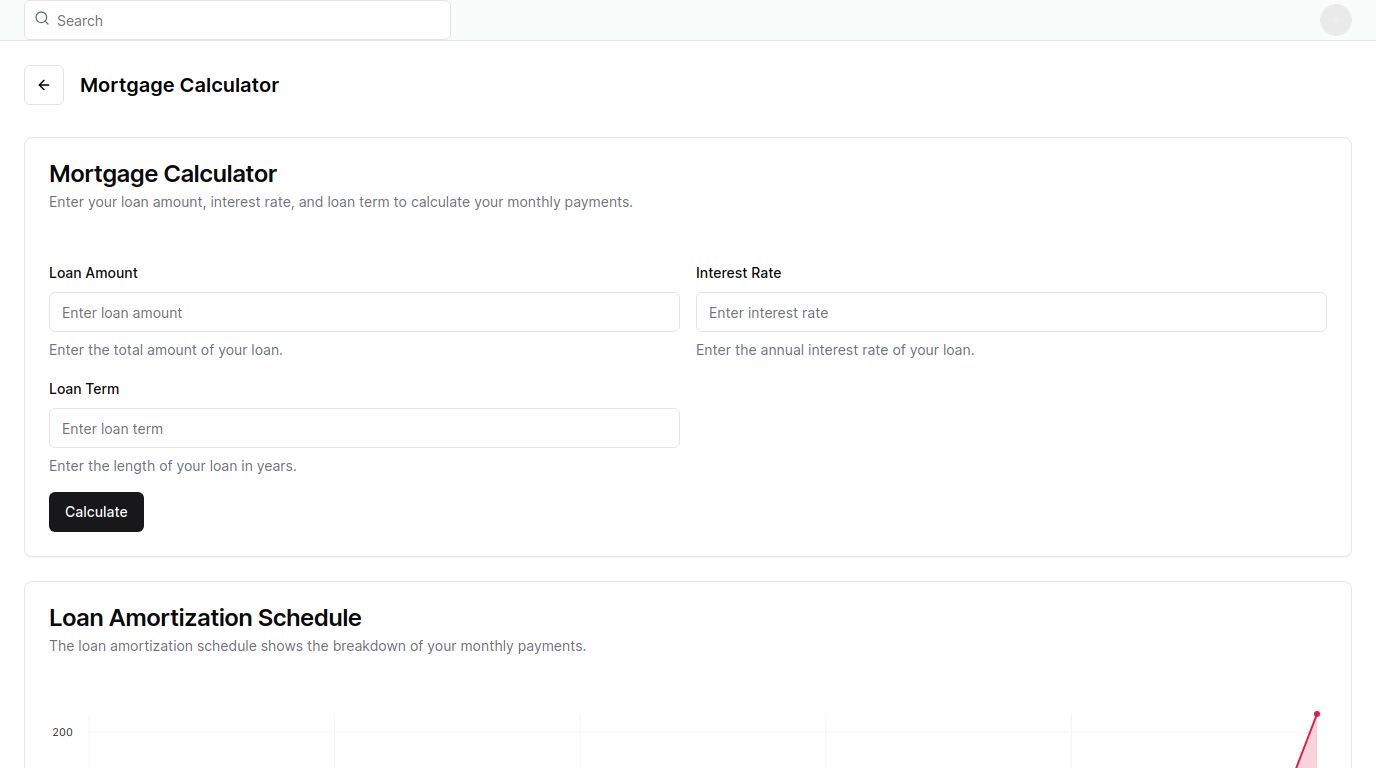 Search
Mortgage Calculator
Mortgage Calculator
Enter your loan amount, interest rate, and loan term to calculate your monthly payments.
Loan Amount
Interest Rate
Enter loan amount
Enter interest rate
Enter the total amount of your loan.
Enter the annual interest rate of your loan.
Loan Term
Enter loan term
Enter the length of your loan in years.
Calculate
Loan Amortization Schedule
The loan amortization schedule shows the breakdown of your monthly payments.
200